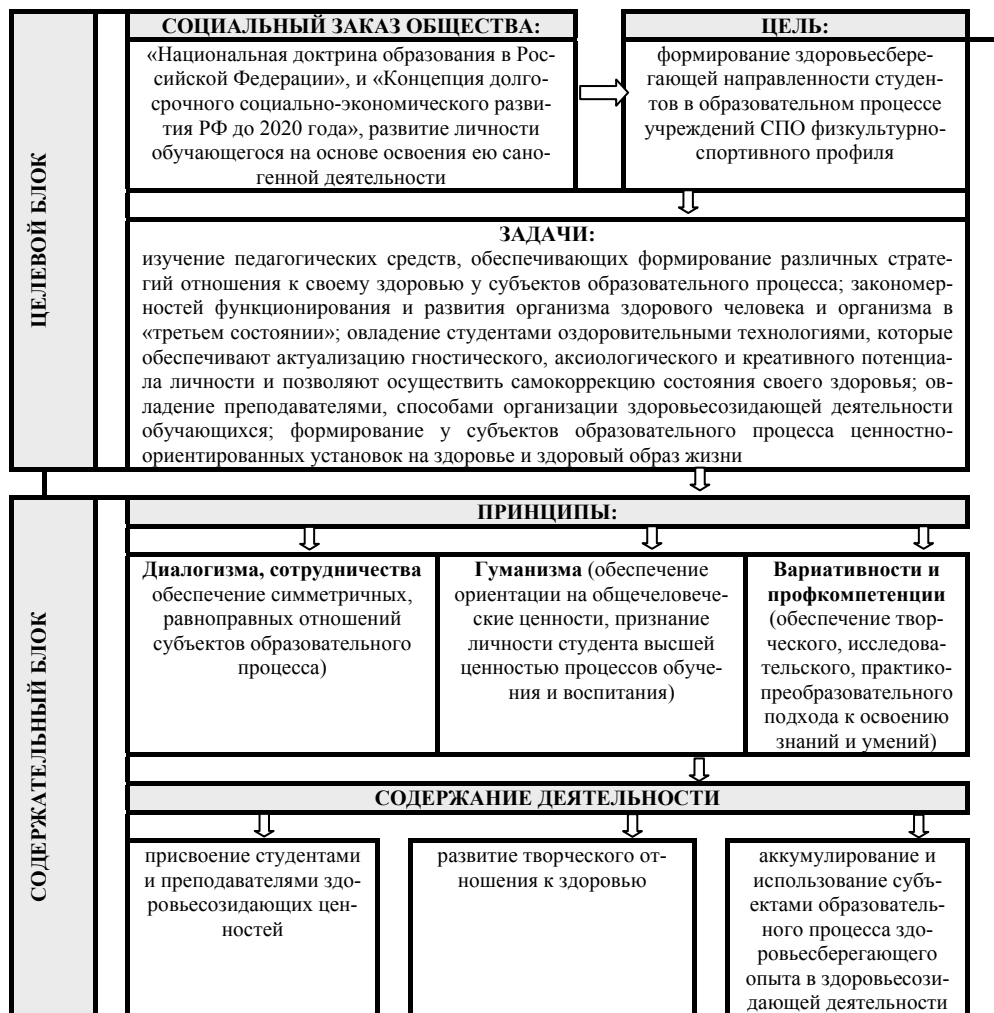 ЦЕЛЕВОЙ БЛОК
СОЦИАЛЬНЫЙ ЗАКАЗ ОБЩЕСТВА:
«Национальная доктрина образования в Рос-
сийской Федерации», и «Концепция долго-
срочного социально-экономического разви-
тия РФ до 2020 года», развитие личности
обучающегося на основе освоения ею сано-
генной деятельности
ЦЕЛЬ:
формирование здоровьесбере-
гающей направленности студен-
тов в образовательном процессе
учреждений СПО физкультурно-
спортивного профиля
ЗАДАЧИ:
изучение педагогических средств, обеспечивающих формирование различных страте-
гий отношения к своему здоровью у субъектов образовательного процесса; закономер-
ностей функционирования и развития организма здорового человека и организма в
«третьем состоянии»; овладение студентами оздоровительными технологиями, которые
обеспечивают актуализацию гностического, аксиологического и креативного потенциа-
ла личности и позволяют осуществить самокоррекцию состояния своего здоровья; ов-
ладение преподавателями, способами организации здоровьесозидающей деятельности
обучающихся; формирование у субъектов образовательного процесса ценностно-
ориентированных установок на здоровье и здоровый образ жизни
СОДЕРЖАТЕЛЬНЫЙ БЛОК
ПРИНЦИПЫ:
Диалогизма, сотрудничества
обеспечение симметричных,
равноправных отношений
субъектов образовательного
процесса)
Гуманизма (обеспечение
ориентации на общечеловече-
ские ценности, признание
личности студента высшей
ценностью процессов обуче-
ния и воспитания)
Вариативности и
профкомпетенции
(обеспечение твор-
ческого, исследова-
тельского, практико-
преобразовательного
подхода к освоению
знаний и умений)
СОДЕРЖАНИЕ ДЕЯТЕЛЬНОСТИ
присвоение студентами
и преподавателями здо-
ровьесозидающих цен-
ностей
развитие творческого от-
ношения к здоровью
аккумулирование и
использование субъ-
ектами образователь-
ного процесса здо-
ровьесберегающего
опыта в здоровьесози-
дающей деятельности